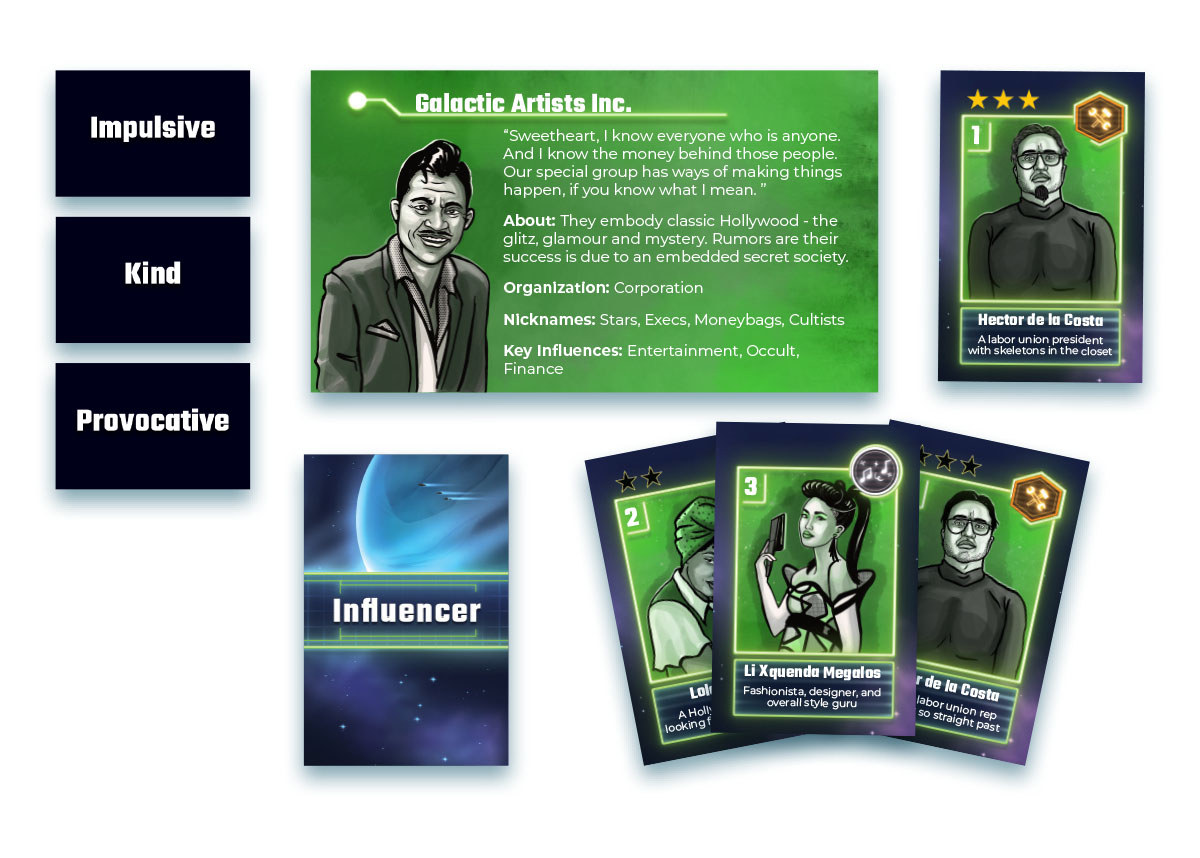 Impulsive
Kind
Provocative
Galactic Artists Inc.
“Sweetheart, I know everyone who is anyone.
And I know the money behind those people.
Our special group has ways of making things
happen, if you know what I mean. ”
About: They embody classic Hollywood - the
glitz, glamour and mystery. Rumors are their
success is due to an embedded secret society.
Organization: Corporation
Nicknames: Stars, Execs, Moneybags, Cultists
Key Influences: Entertainment, Occult,
Finance
1
Hector de la Costa
A labor union president
with skeletons in the closet
Influencer
2
A
looking
3
Li Xquenda Megalos
Fashionista, designer, and
overall style guru
de la Costa
labor union rep
so straight past